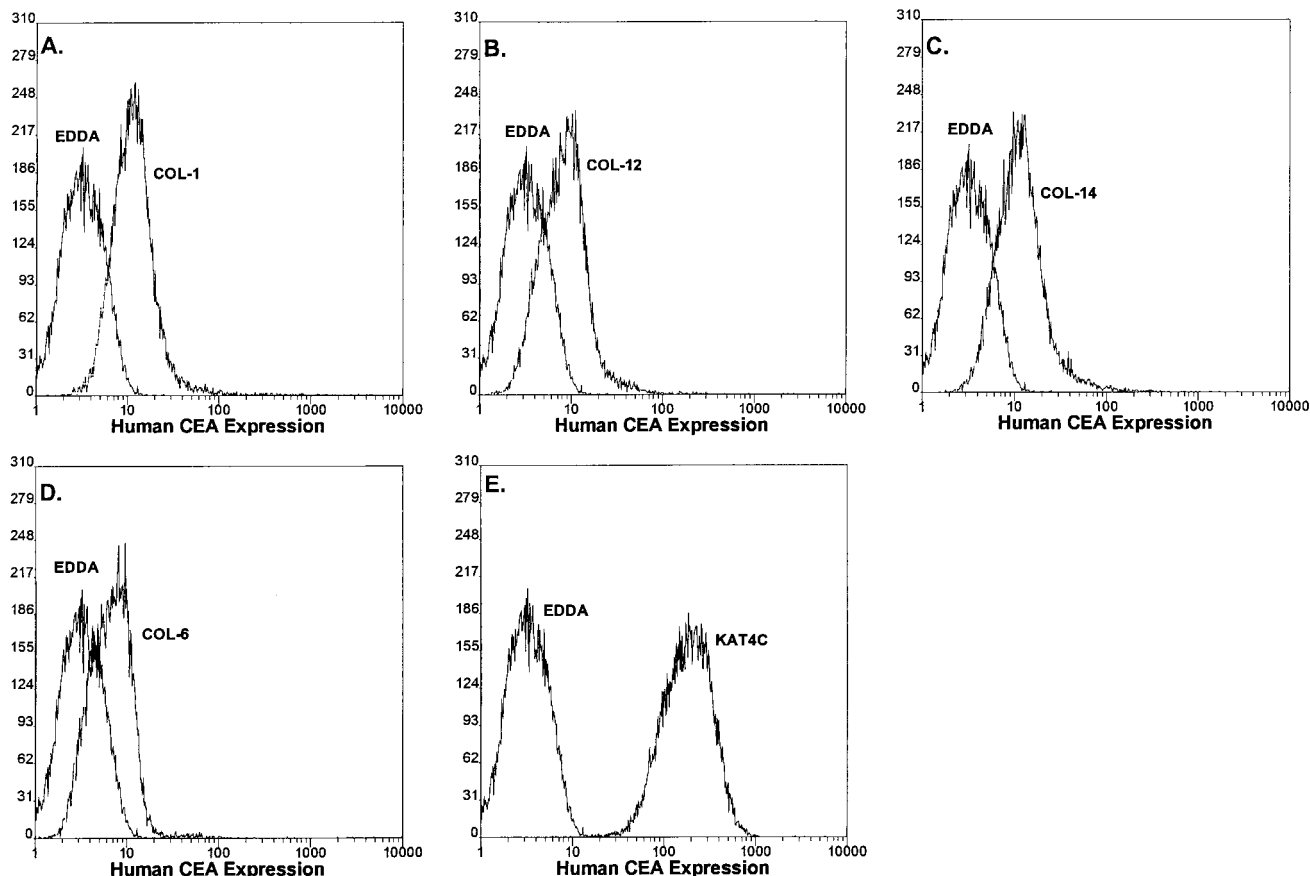 A.
310
279
248
217
186
155
124
93
62
31
0
EDDA
COL-1
1 10 100 1000 10000
Human CEA Expression
B.
310
279
248
217
186
155
124
93
62
31
0
EDDA
COL-12
1 10 100 1000 10000
Human CEA Expression
C.
310
279
248
217
186
155
124
93
62
31
0
EDDA
COL-14
1 10 100 1000 10000
Human CEA Expression
D.
310
279
248
217
186
155
124
93
62
31
0
EDDA
COL-6
1 10 100 1000 10000
Human CEA Expression
E.
310
279
248
217
186
155
124
93
62
31
0
EDDA
KAT4C
1 10 100 1000 10000
Human CEA Expression